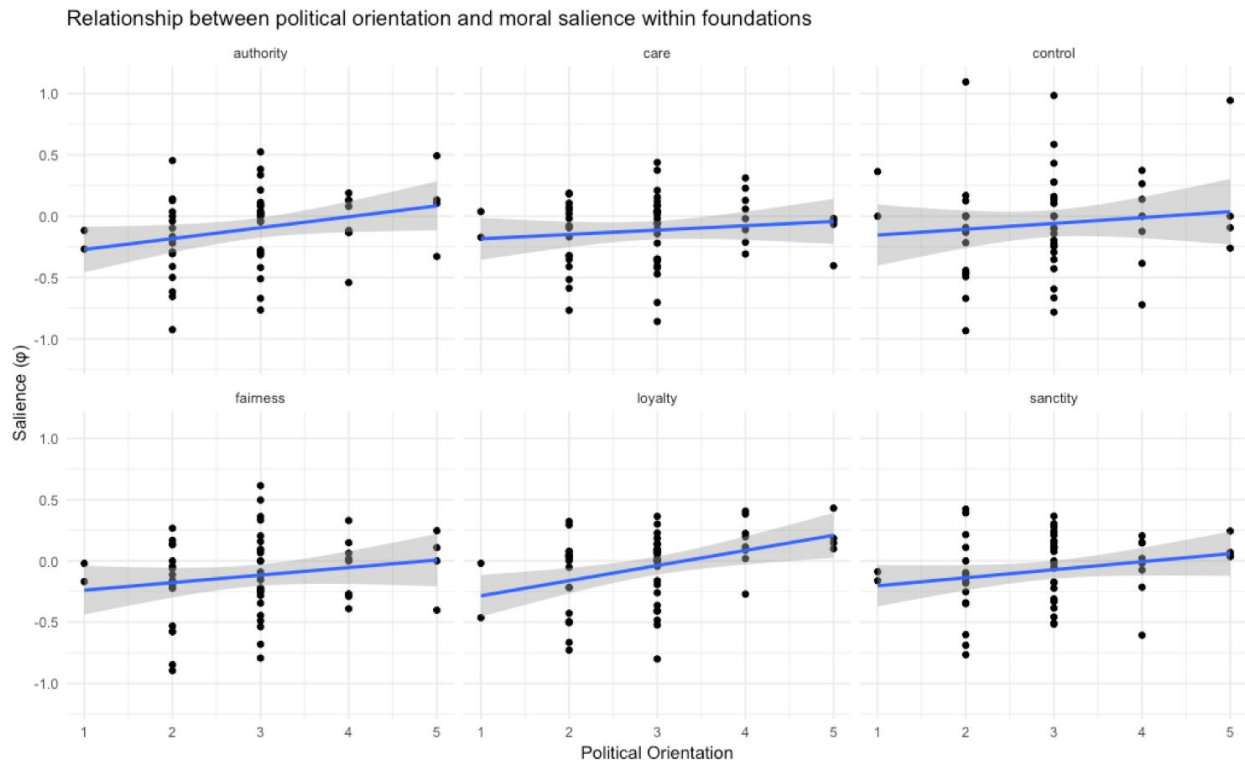 Relationship between political orientation and moral salience within foundations
authority care control
1.0
0.5
0.0
-0.5
-1.0
Salience (φ)
fairness loyalty sanctity
1.0
0.5
0.0
-0.5
-1.0
1 2 3 4 5 1 2 3 4 5 1 2 3 4 5
Political Orientation